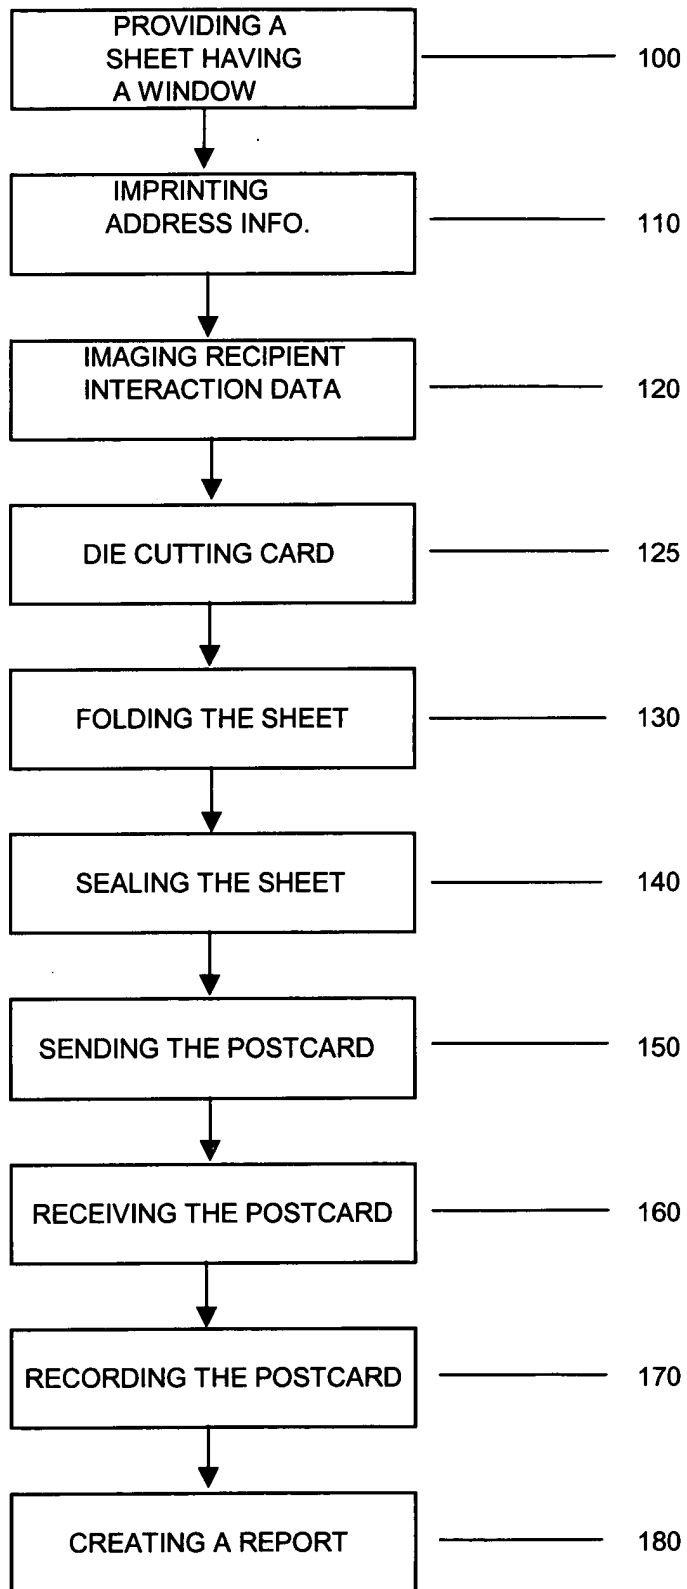 PROVIDING A
SHEET HAVING
A WINDOW
100
IMPRINTING
ADDRESS INFO.
110
IMAGING RECIPIENT
INTERACTION DATA
120
DIE CUTTING CARD
125
FOLDING THE SHEET
130
SEALING THE SHEET
140
SENDING THE POSTCARD
150
RECEIVING THE POSTCARD
160
RECORDING THE POSTCARD
170
CREATING A REPORT
180